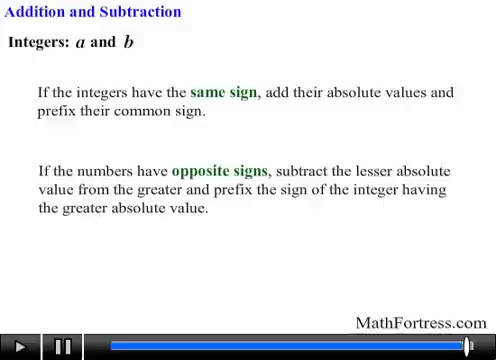 Addition and Subtraction
Integers: a and b
If the integers have the same sign, add their absolute values and
prefix their common sign.
If the numbers have opposite signs, subtract the lesser absolute
value from the greater and prefix the sign of the integer having
the greater absolute value.
MathFortress.com